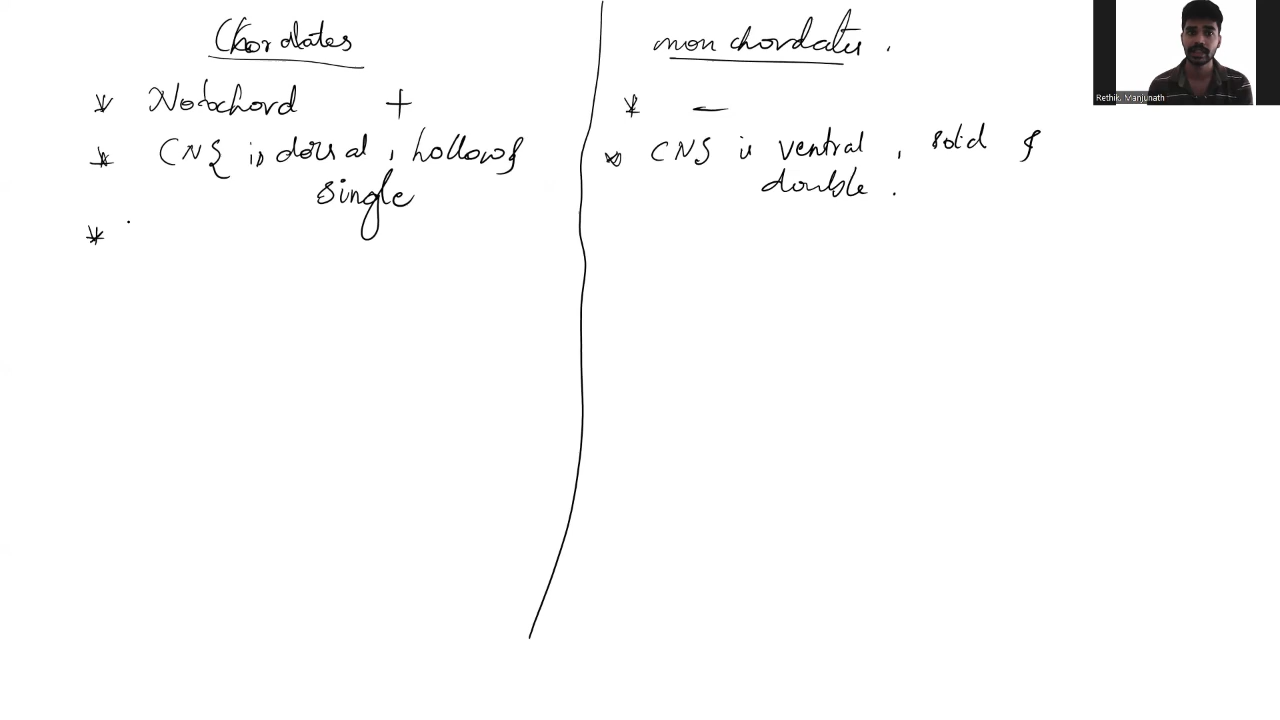 Chordates
non chordates.
* Notochord +
* —
* CNS is dorsal, hollow &
single
* CNS is ventral, solid &
double.
*
Rethik. Manjunath